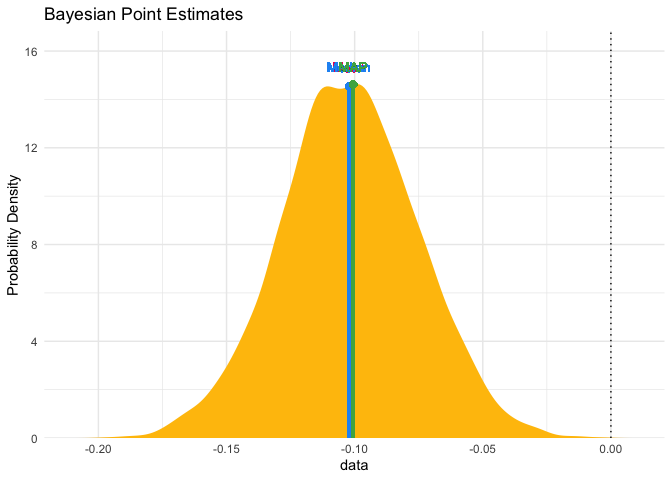 Bayesian Point Estimates
16
12
8
4
0
-0.20 -0.15 -0.10 -0.05 0.00
data
Probability Density